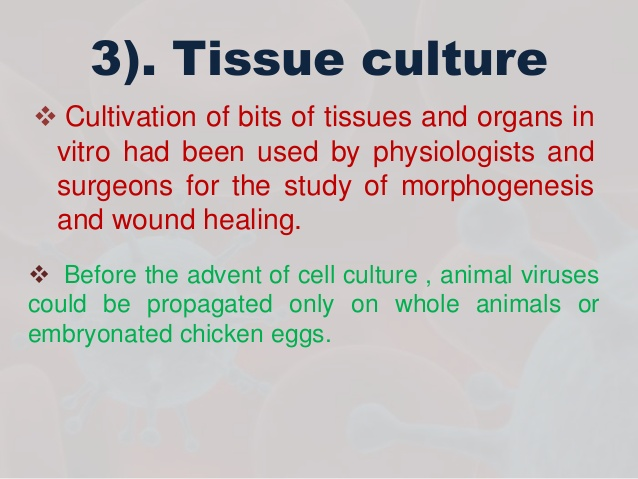 3). Tissue culture
❖ Cultivation of bits of tissues and organs in
vitro had been used by physiologists and
surgeons for the study of morphogenesis
and wound healing.
❖ Before the advent of cell culture , animal viruses
could be propagated only on whole animals or
embryonated chicken eggs.